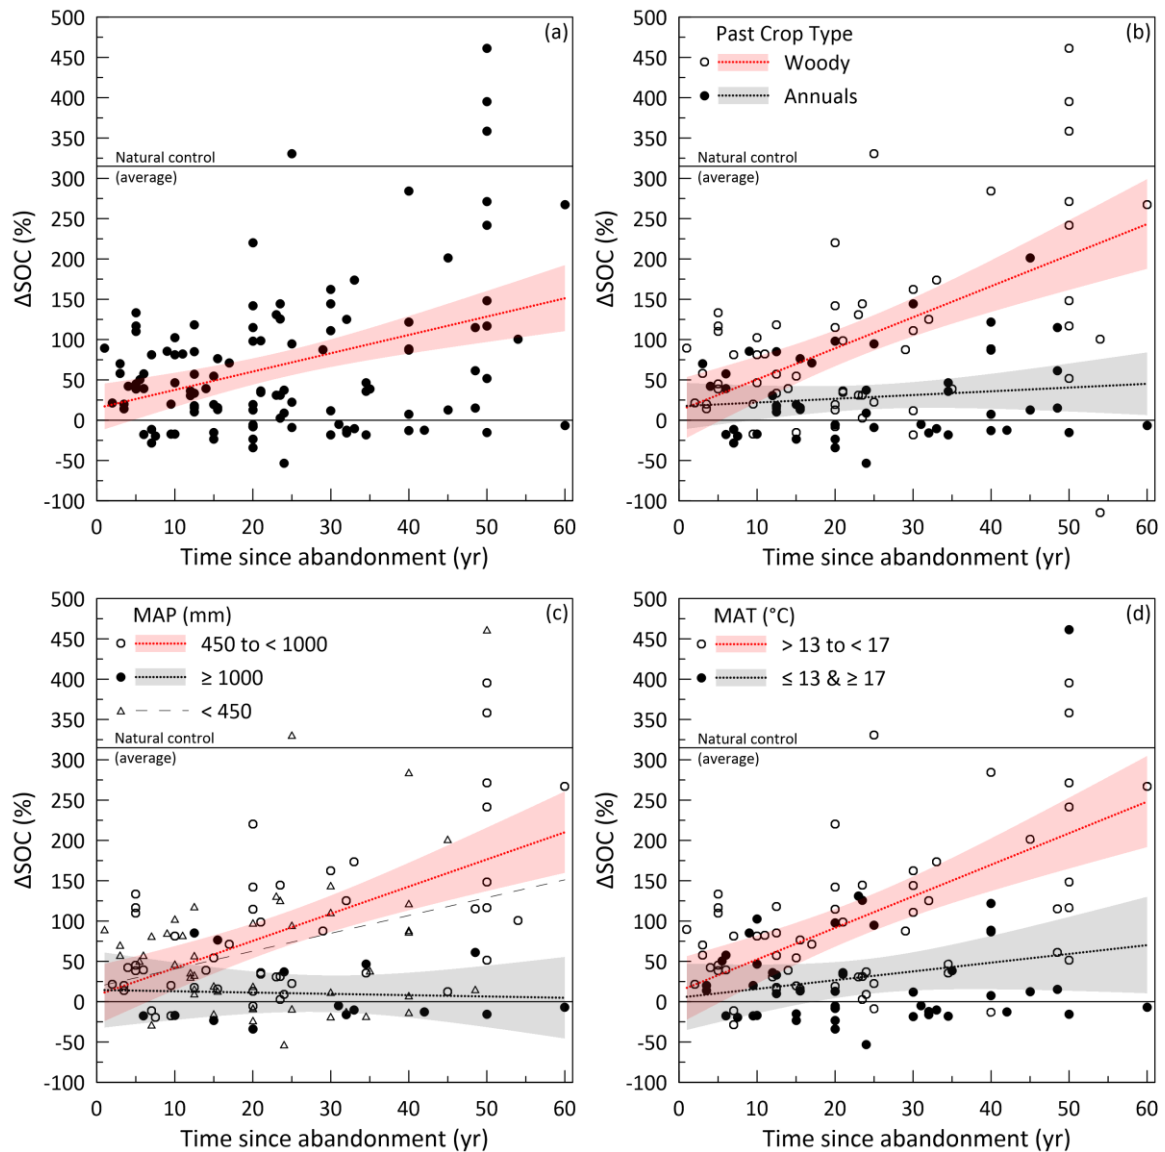 (a)
500
450
400
350
300
250
200
150
100
50
0
-50
-100
ΔSOC (%)
Natural control
(average)
0 10 20 30 40 50 60
Time since abandonment (yr)
(b)
Past Crop Type
Woody
Annuals
500
450
400
350
300
250
200
150
100
50
0
-50
-100
ΔSOC (%)
Natural control
(average)
0 10 20 30 40 50 60
Time since abandonment (yr)
(c)
MAP (mm)
450 to < 1000
≥ 1000
< 450
500
450
400
350
300
250
200
150
100
50
0
-50
-100
ΔSOC (%)
Natural control
(average)
0 10 20 30 40 50 60
Time since abandonment (yr)
(d)
MAT (°C)
> 13 to < 17
≤ 13 & ≥ 17
500
450
400
350
300
250
200
150
100
50
0
-50
-100
ΔSOC (%)
Natural control
(average)
0 10 20 30 40 50 60
Time since abandonment (yr)